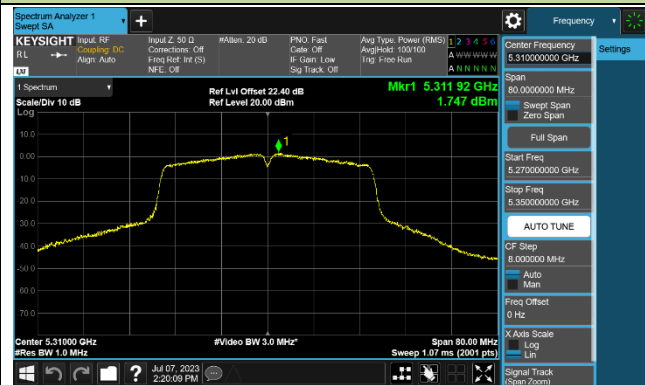 Spectrum Analyzer 1
Swept SA
+
Frequency
KEYSIGHT
RL
LXI
Input: RF
Coupling: DC
Align: Auto
Input Z: 50 Ω
Corrections: Off
Freq Ref: Int (S)
NFE: Off
#Atten: 20 dB
PNO: Fast
Gate: Off
IF Gain: Low
Sig Track: Off
Avg Type: Power (RMS)
Avg|Hold: 100/100
Trig: Free Run
1 2 3 4 5 6
A W W W W W
A N N N N N
1 Spectrum
Scale/Div 10 dB
Log
Ref Lvl Offset 22.40 dB
Ref Level 20.00 dBm
Mkr1 5.311 92 GHz
1.747 dBm
1
10.0
0.00
-10.0
-20.0
-30.0
-40.0
-50.0
-60.0
-70.0
Center 5.31000 GHz
#Res BW 1.0 MHz
#Video BW 3.0 MHz*
Span 80.00 MHz
Sweep 1.07 ms (2001 pts)
Center Frequency
5.310000000 GHz
Settings
Span
80.0000000 MHz
Swept Span
Zero Span
Full Span
Start Freq
5.270000000 GHz
Stop Freq
5.350000000 GHz
AUTO TUNE
CF Step
8.000000 MHz
Auto
Man
Freq Offset
0 Hz
X Axis Scale
Log
Lin
Signal Track
(Span Zoom)
?
Jul 07, 2023
2:20:09 PM